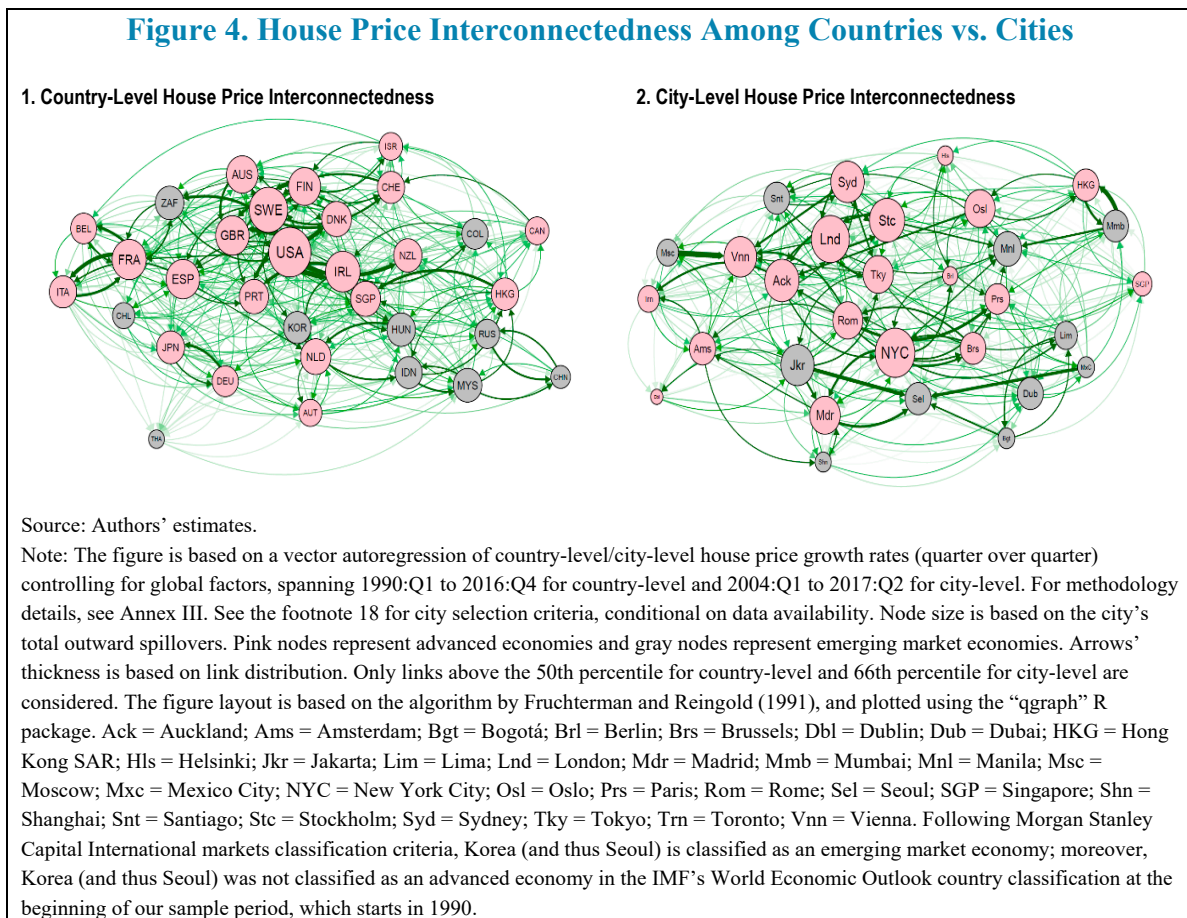 Figure 4. House Price Interconnectedness Among Countries vs. Cities
1. Country-Level House Price Interconnectedness
ISR
AUS
FIN
CHE
ZAF
SWE
DNK
BEL
GBR
COL
CAN
USA
FRA
NZL
ESP
IRL
ITA
PRT
SGP
HKG
CHL
KOR
HUN
RUS
JPN
NLD
DEU
IDN
MYS
CHN
AUT
THA
2. City-Level House Price Interconnectedness
Hls
Syd
HKG
Snt
Stc
Osl
Mmb
Lnd
Msc
Vnn
Mnl
Tky
Brl
Ack
SGP
Trn
Prs
Rom
Lim
Ams
NYC
Brs
Jkr
MxC
Dbl
Sel
Dub
Mdr
Bgt
Shn
Source: Authors’ estimates.
Note: The figure is based on a vector autoregression of country-level/city-level house price growth rates (quarter over quarter)
controlling for global factors, spanning 1990:Q1 to 2016:Q4 for country-level and 2004:Q1 to 2017:Q2 for city-level. For methodology
details, see Annex III. See the footnote 18 for city selection criteria, conditional on data availability. Node size is based on the city’s
total outward spillovers. Pink nodes represent advanced economies and gray nodes represent emerging market economies. Arrows’
thickness is based on link distribution. Only links above the 50th percentile for country-level and 66th percentile for city-level are
considered. The figure layout is based on the algorithm by Fruchterman and Reingold (1991), and plotted using the “qgraph” R
package. Ack = Auckland; Ams = Amsterdam; Bgt = Bogotá; Brl = Berlin; Brs = Brussels; Dbl = Dublin; Dub = Dubai; HKG = Hong
Kong SAR; Hls = Helsinki; Jkr = Jakarta; Lim = Lima; Lnd = London; Mdr = Madrid; Mmb = Mumbai; Mnl = Manila; Msc =
Moscow; Mxc = Mexico City; NYC = New York City; Osl = Oslo; Prs = Paris; Rom = Rome; Sel = Seoul; SGP = Singapore; Shn =
Shanghai; Snt = Santiago; Stc = Stockholm; Syd = Sydney; Tky = Tokyo; Trn = Toronto; Vnn = Vienna. Following Morgan Stanley
Capital International markets classification criteria, Korea (and thus Seoul) is classified as an emerging market economy; moreover,
Korea (and thus Seoul) was not classified as an advanced economy in the IMF’s World Economic Outlook country classification at the
beginning of our sample period, which starts in 1990.